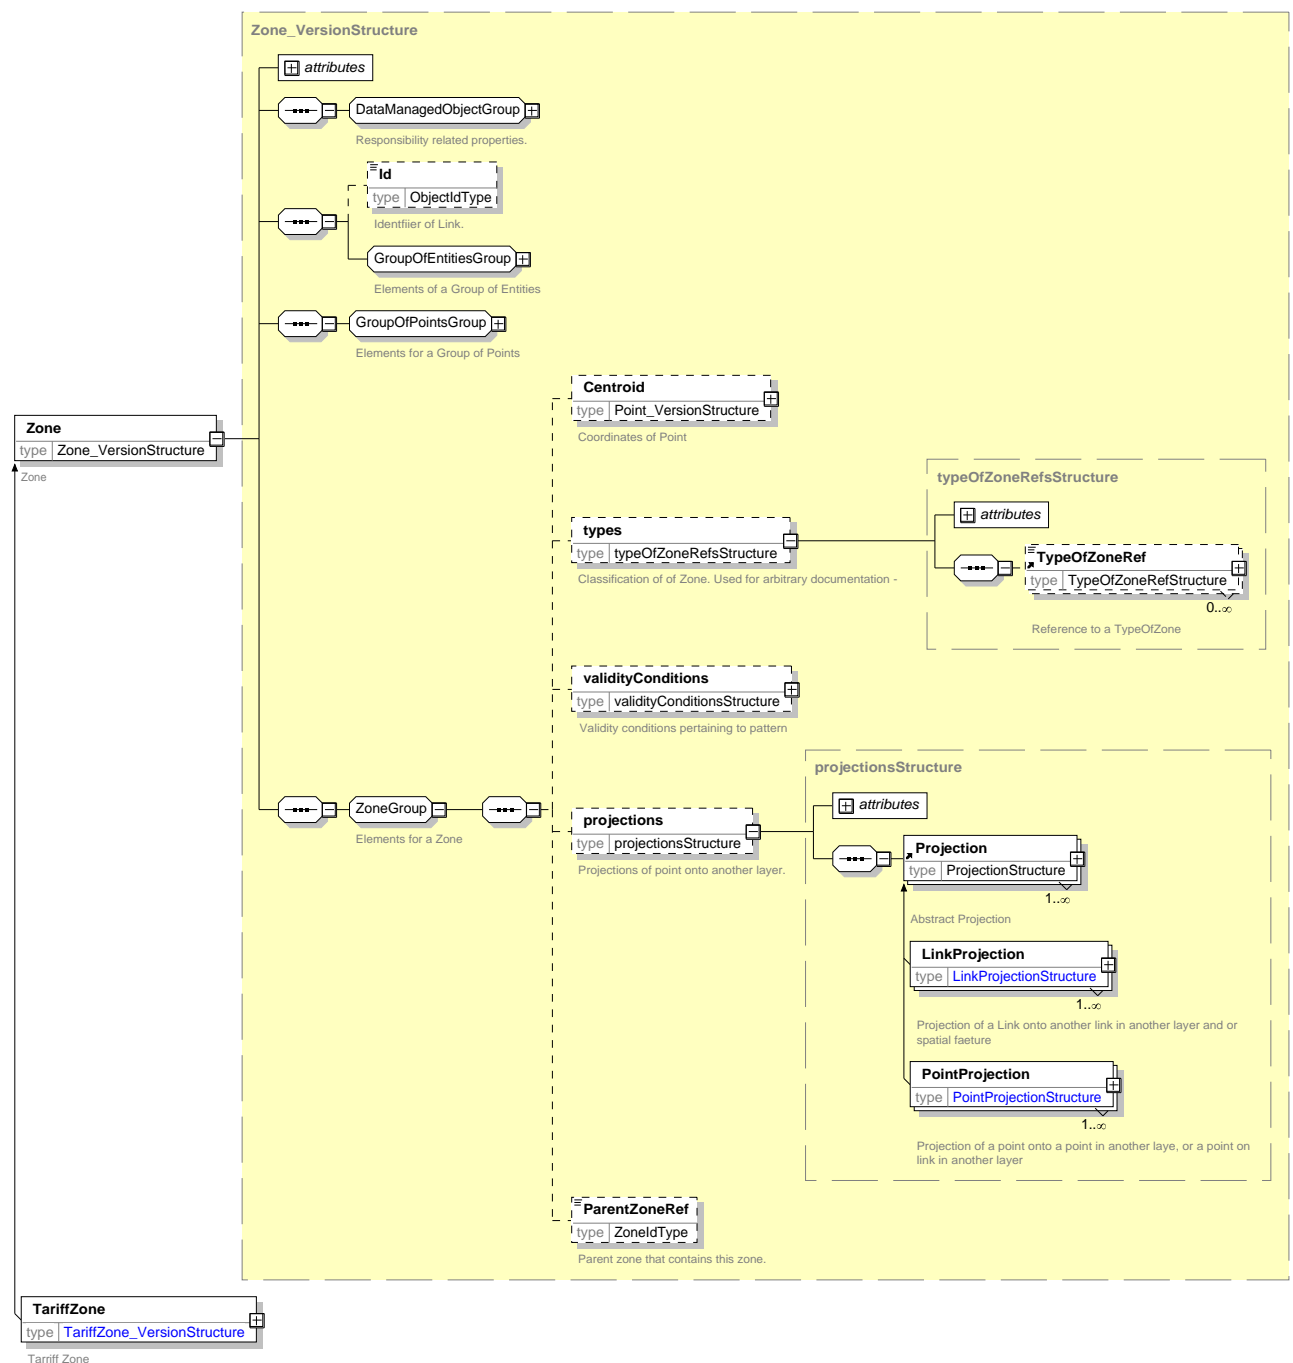 Zone_VersionStructure
attributes
DataManagedObjectGroup
Responsibility related properties.
Id
type ObjectIdType
Identfiier of Link.
GroupOfEntitiesGroup
Elements of a Group of Entities
GroupOfPointsGroup
Elements for a Group of Points
Centroid
type Point_VersionStructure
Coordinates of Point
Zone
type Zone_VersionStructure
Zone
typeOfZoneRefsStructure
attributes
types
type typeOfZoneRefsStructure
Classification of of Zone. Used for arbitrary documentation -
TypeOfZoneRef
type TypeOfZoneRefStructure
0..∞
Reference to a TypeOfZone
validityConditions
type validityConditionsStructure
Validity conditions pertaining to pattern
projectionsStructure
attributes
ZoneGroup
Elements for a Zone
projections
type projectionsStructure
Projections of point onto another layer.
Projection
type ProjectionStructure
1..∞
Abstract Projection
LinkProjection
type LinkProjectionStructure
1..∞
Projection of a Link onto another link in another layer and or
spatial faeture
PointProjection
type PointProjectionStructure
1..∞
Projection of a point onto a point in another laye, or a point on
link in another layer
ParentZoneRef
type ZoneIdType
Parent zone that contains this zone.
TariffZone
type TariffZone_VersionStructure
Tarriff Zone